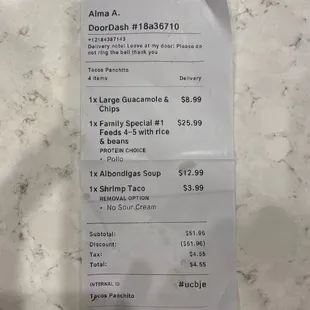 Alma A.
DoorDash #18a36710
+12184387143
Delivery note: Leave at my door: Please do
not ring the bell thank you
Tacos Panchito
4 items Delivery
1x Large Guacamole & $8.99
Chips
1x Family Special #1 $25.99
Feeds 4-5 with rice
& beans
PROTEIN CHOICE
• Pollo
1x Albondigas Soup $12.99
1x Shrimp Taco $3.99
REMOVAL OPTION
• No Sour Cream
Subtotal: $51.96
Discount: ($51.96)
Tax: $4.55
Total: $4.55
INTERNAL ID #ucbje
Tacos Panchito